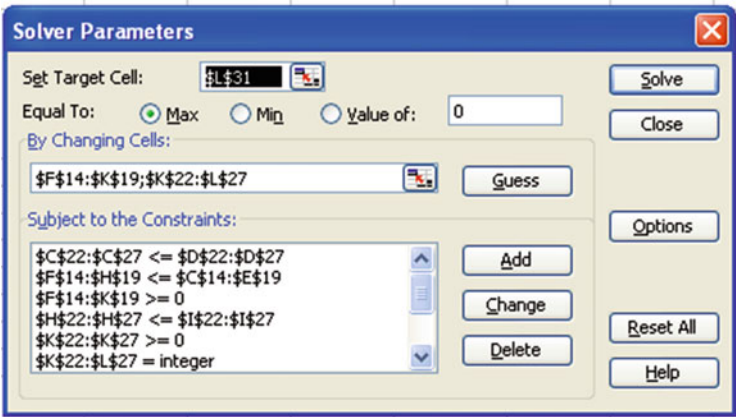 Solver Parameters
Set Target Cell: $L$31 Solve
Equal To: Max Min Value of: 0 Close
By Changing Cells:
$F$14:$K$19;$K$22:$L$27 Guess
Subject to the Constraints: Options
$C$22:$C$27 <= $D$22:$D$27 Add
$F$14:$H$19 <= $C$14:$E$19
$F$14:$K$19 >= 0 Change
$H$22:$H$27 <= $I$22:$I$27 Reset All
$K$22:$K$27 >= 0 Delete
$K$22:$L$27 = integer Help